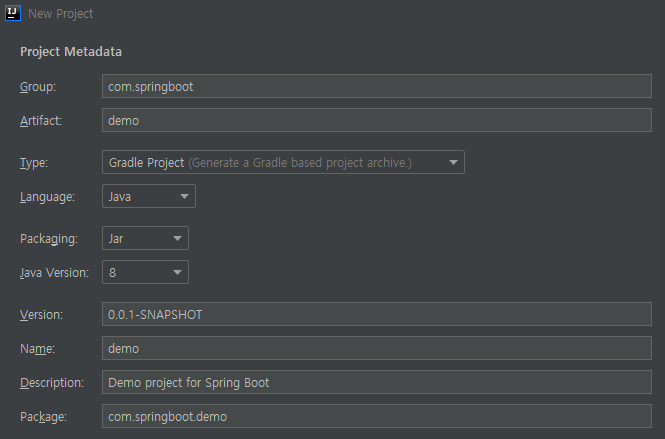 IJ New Project
Project Metadata
Group: com.springboot
Artifact: demo
Type: Gradle Project (Generate a Gradle based project archive.)
Language: Java
Packaging: Jar
Java Version: 8
Version: 0.0.1-SNAPSHOT
Name: demo
Description: Demo project for Spring Boot
Package: com.springboot.demo